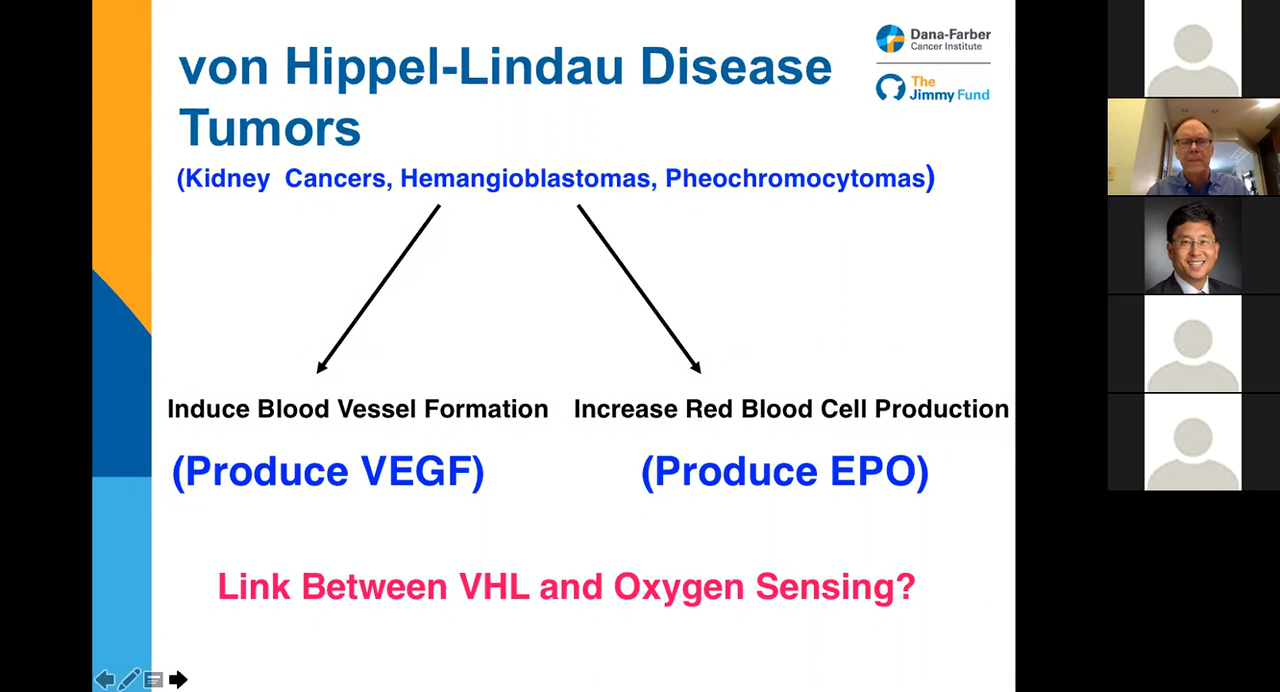 von Hippel-Lindau Disease
Tumors
(Kidney Cancers, Hemangioblastomas, Pheochromocytomas)
Dana-Farber
Cancer Institute
The
Jimmy Fund
Induce Blood Vessel Formation
Increase Red Blood Cell Production
(Produce VEGF)
(Produce EPO)
Link Between VHL and Oxygen Sensing?